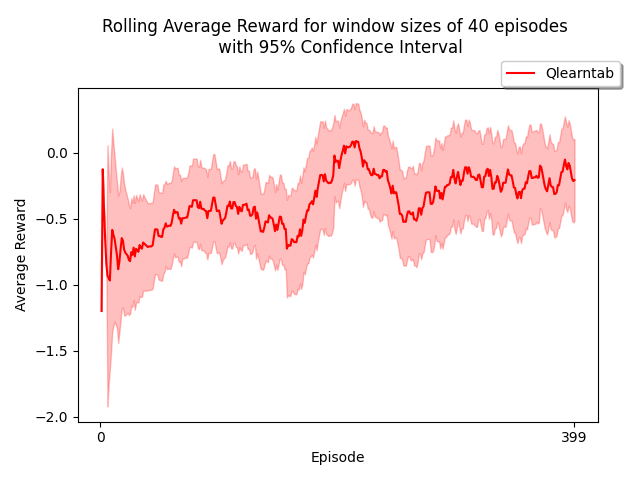 Rolling Average Reward for window sizes of 40 episodes
with 95% Confidence Interval
Qlearntab
Average Reward
0.0
−0.5
−1.0
−1.5
−2.0
0
399
Episode